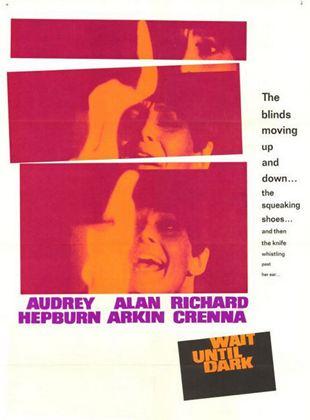 The
blinds
moving
up
and
down...
the
squeaking
shoes...
and then
the knife
whistling
past
her ear...
AUDREY ALAN RICHARD
HEPBURN ARKIN CRENNA
WAIT
UNTIL
DARK